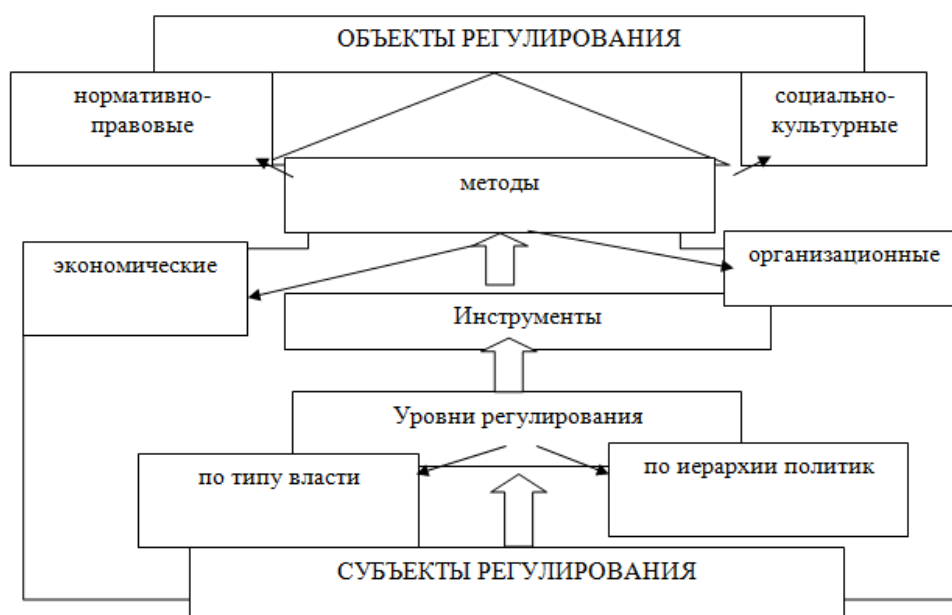 ОБЪЕКТЫ РЕГУЛИРОВАНИЯ
нормативно-
правовые
социально-
культурные
методы
экономические
организационные
Инструменты
Уровни регулирования
по типу власти
по иерархии политик
СУБЪЕКТЫ РЕГУЛИРОВАНИЯ